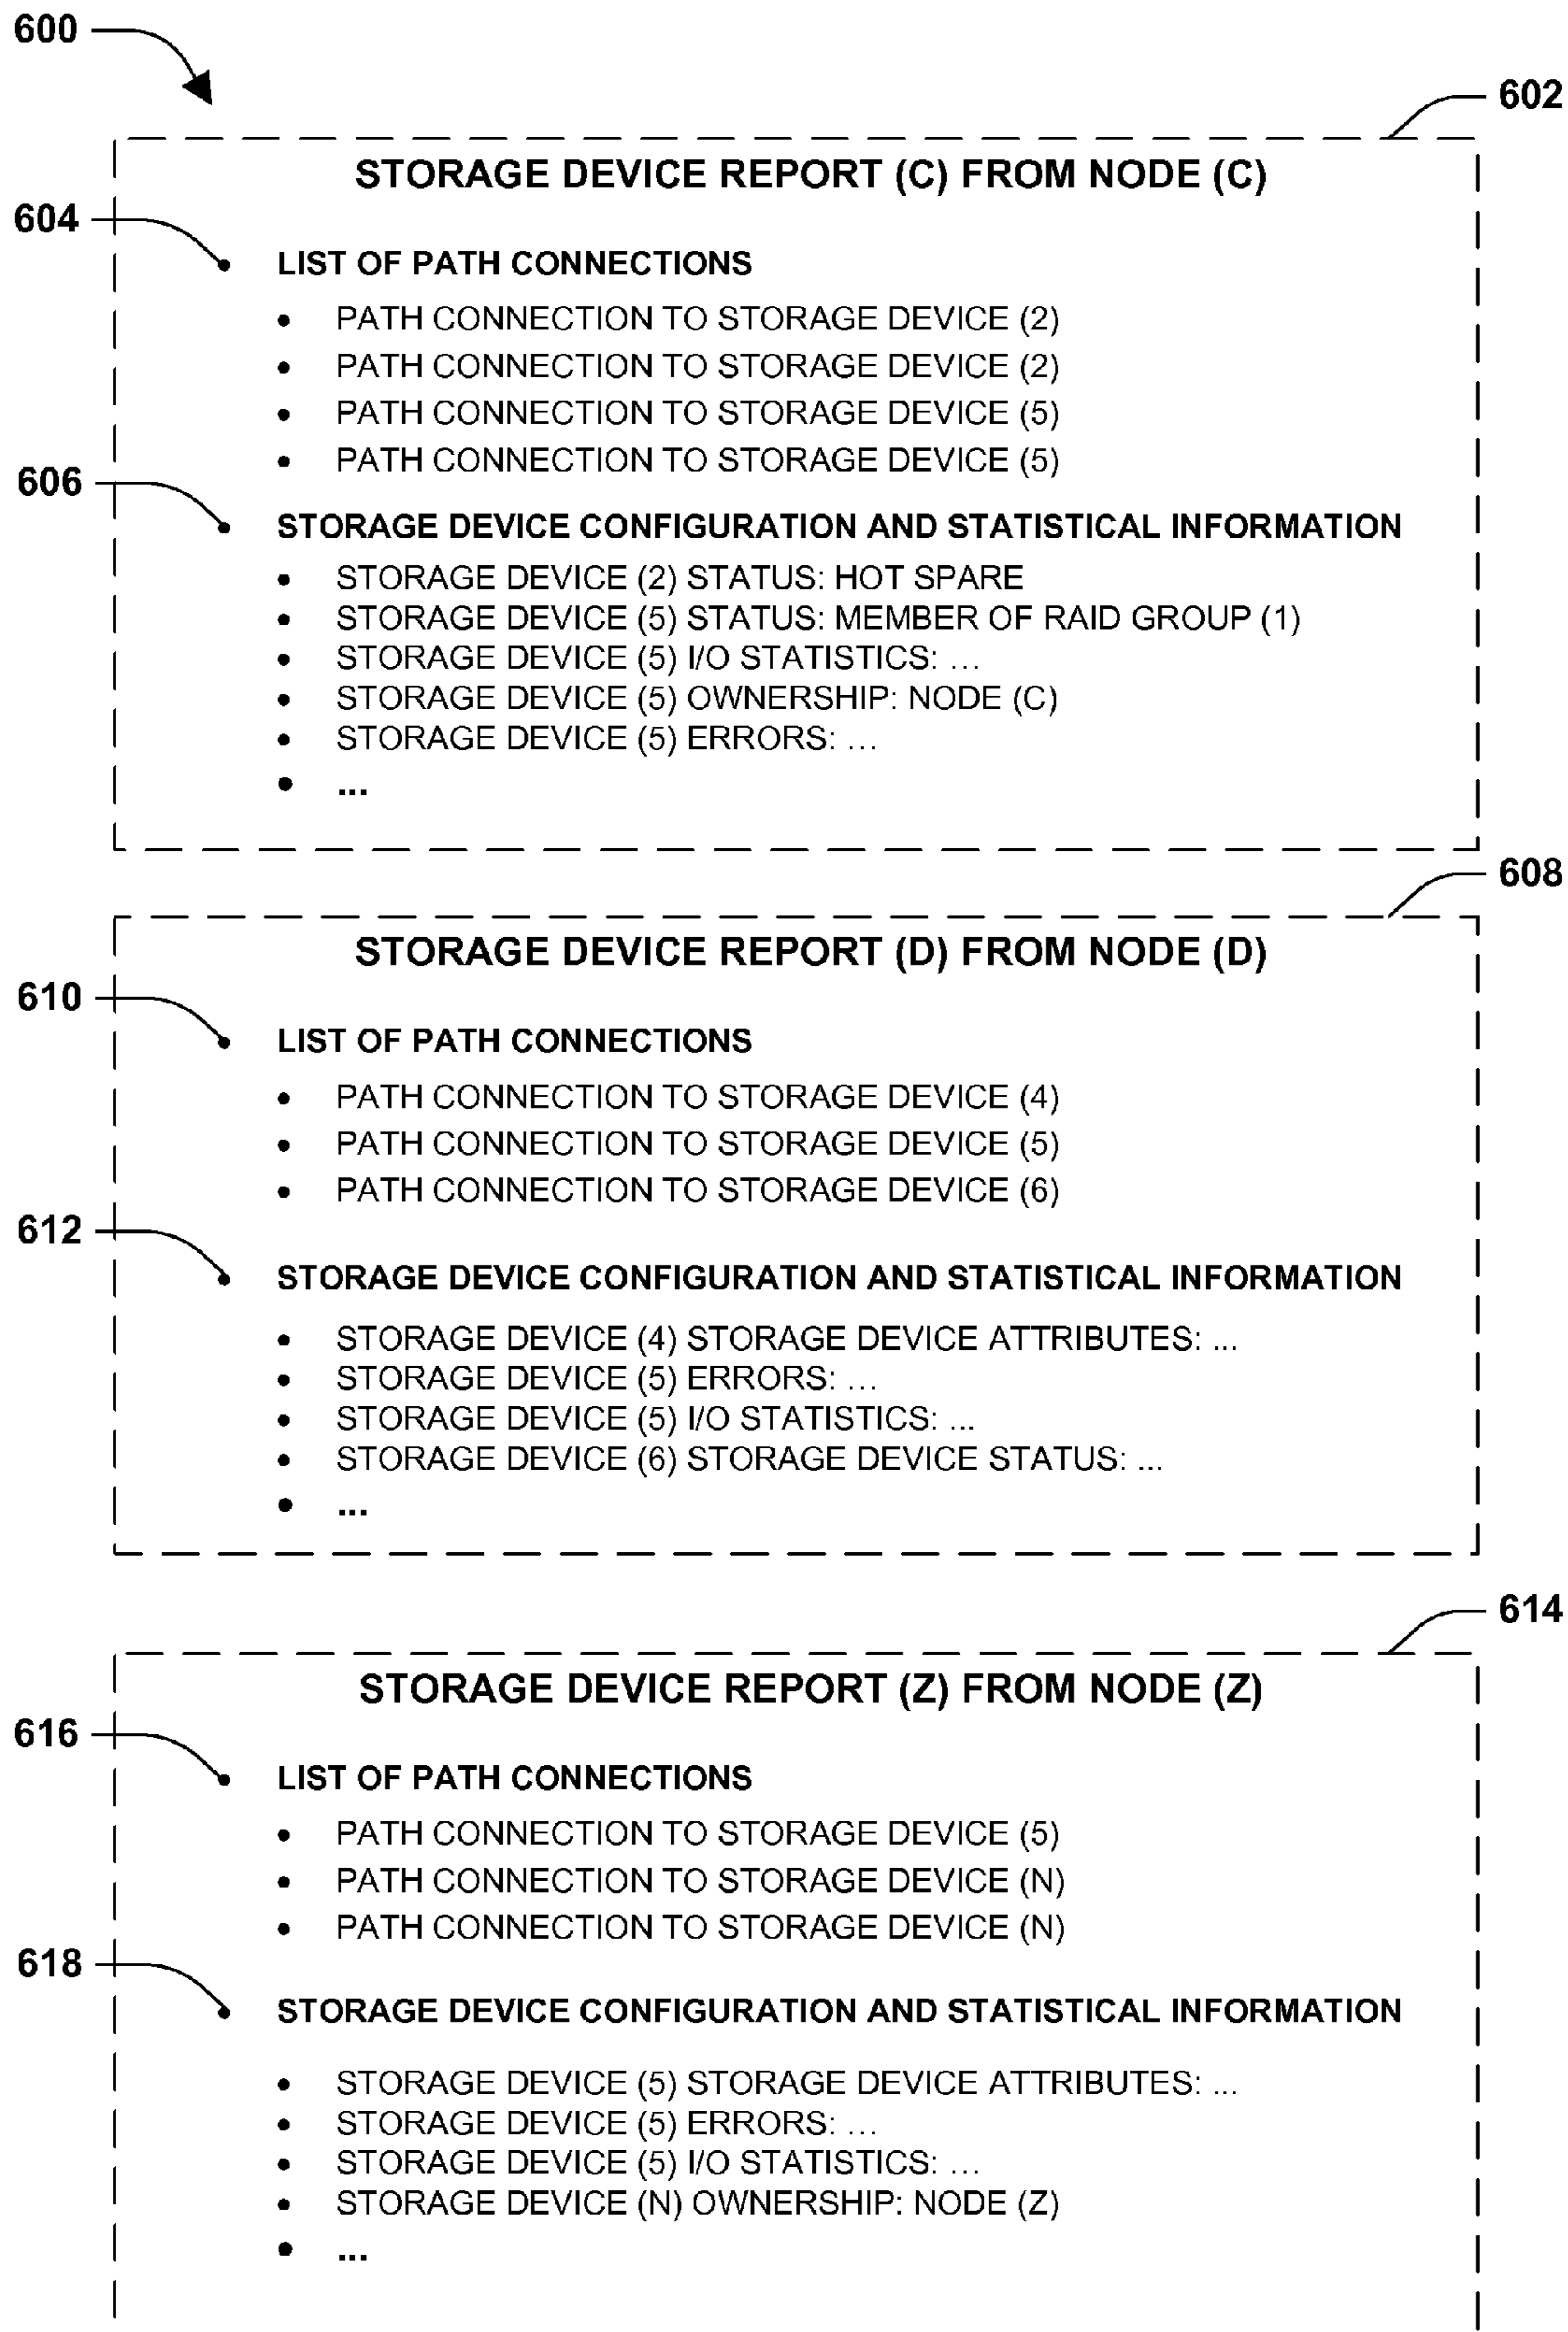 600
602
STORAGE DEVICE REPORT (C) FROM NODE (C)
604
• LIST OF PATH CONNECTIONS
• PATH CONNECTION TO STORAGE DEVICE (2)
• PATH CONNECTION TO STORAGE DEVICE (2)
• PATH CONNECTION TO STORAGE DEVICE (5)
• PATH CONNECTION TO STORAGE DEVICE (5)
606
• STORAGE DEVICE CONFIGURATION AND STATISTICAL INFORMATION
• STORAGE DEVICE (2) STATUS: HOT SPARE
• STORAGE DEVICE (5) STATUS: MEMBER OF RAID GROUP (1)
• STORAGE DEVICE (5) I/O STATISTICS: ...
• STORAGE DEVICE (5) OWNERSHIP: NODE (C)
• STORAGE DEVICE (5) ERRORS: ...
• ...
608
STORAGE DEVICE REPORT (D) FROM NODE (D)
610
• LIST OF PATH CONNECTIONS
• PATH CONNECTION TO STORAGE DEVICE (4)
• PATH CONNECTION TO STORAGE DEVICE (5)
• PATH CONNECTION TO STORAGE DEVICE (6)
612
• STORAGE DEVICE CONFIGURATION AND STATISTICAL INFORMATION
• STORAGE DEVICE (4) STORAGE DEVICE ATTRIBUTES: ...
• STORAGE DEVICE (5) ERRORS: ...
• STORAGE DEVICE (5) I/O STATISTICS: ...
• STORAGE DEVICE (6) STORAGE DEVICE STATUS: ...
• ...
614
STORAGE DEVICE REPORT (Z) FROM NODE (Z)
616
• LIST OF PATH CONNECTIONS
• PATH CONNECTION TO STORAGE DEVICE (5)
• PATH CONNECTION TO STORAGE DEVICE (N)
• PATH CONNECTION TO STORAGE DEVICE (N)
618
• STORAGE DEVICE CONFIGURATION AND STATISTICAL INFORMATION
• STORAGE DEVICE (5) STORAGE DEVICE ATTRIBUTES: ...
• STORAGE DEVICE (5) ERRORS: ...
• STORAGE DEVICE (5) I/O STATISTICS: ...
• STORAGE DEVICE (N) OWNERSHIP: NODE (Z)
• ...